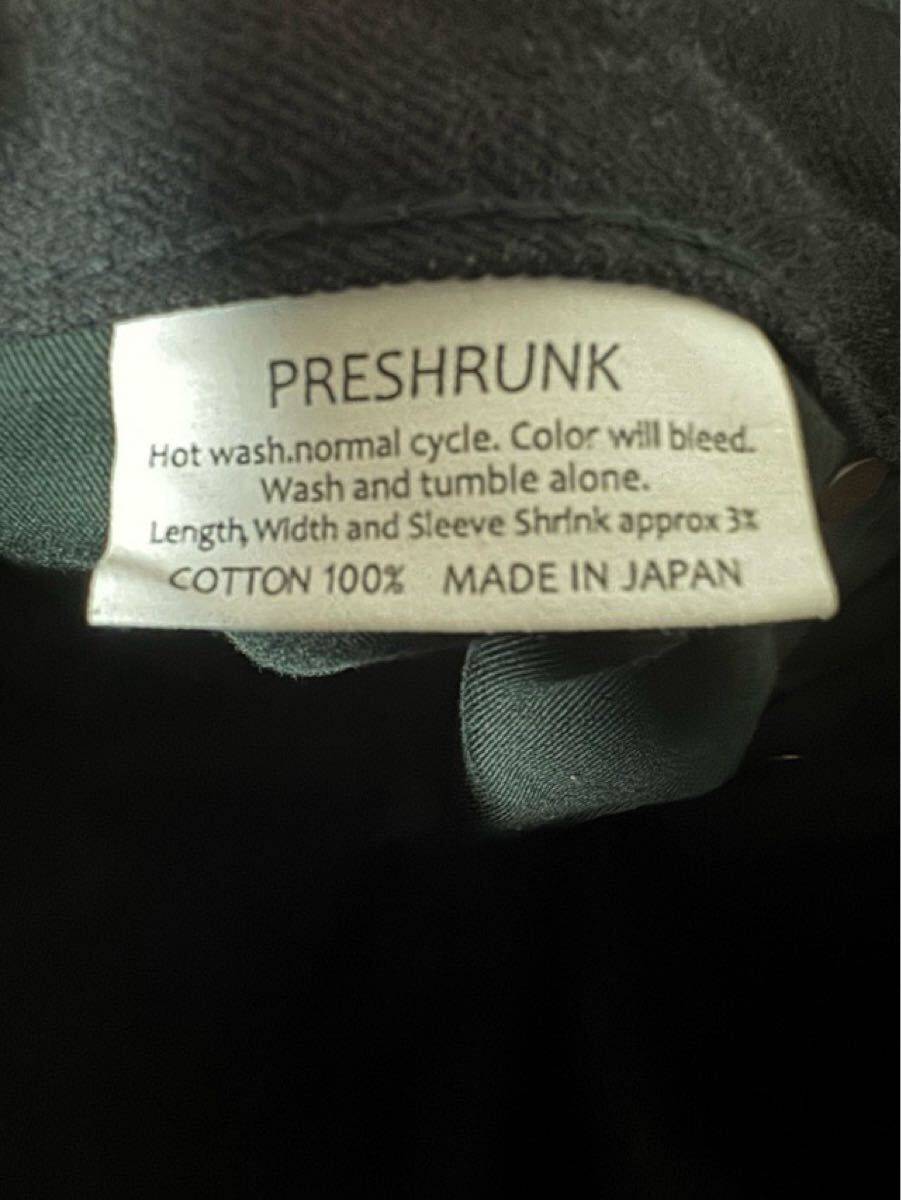 PRESHRUNK
Hot wash.normal cycle. Color will bleed.
Wash and tumble alone.
Length, Width and Sleeve Shrink approx 3%
COTTON 100% MADE IN JAPAN